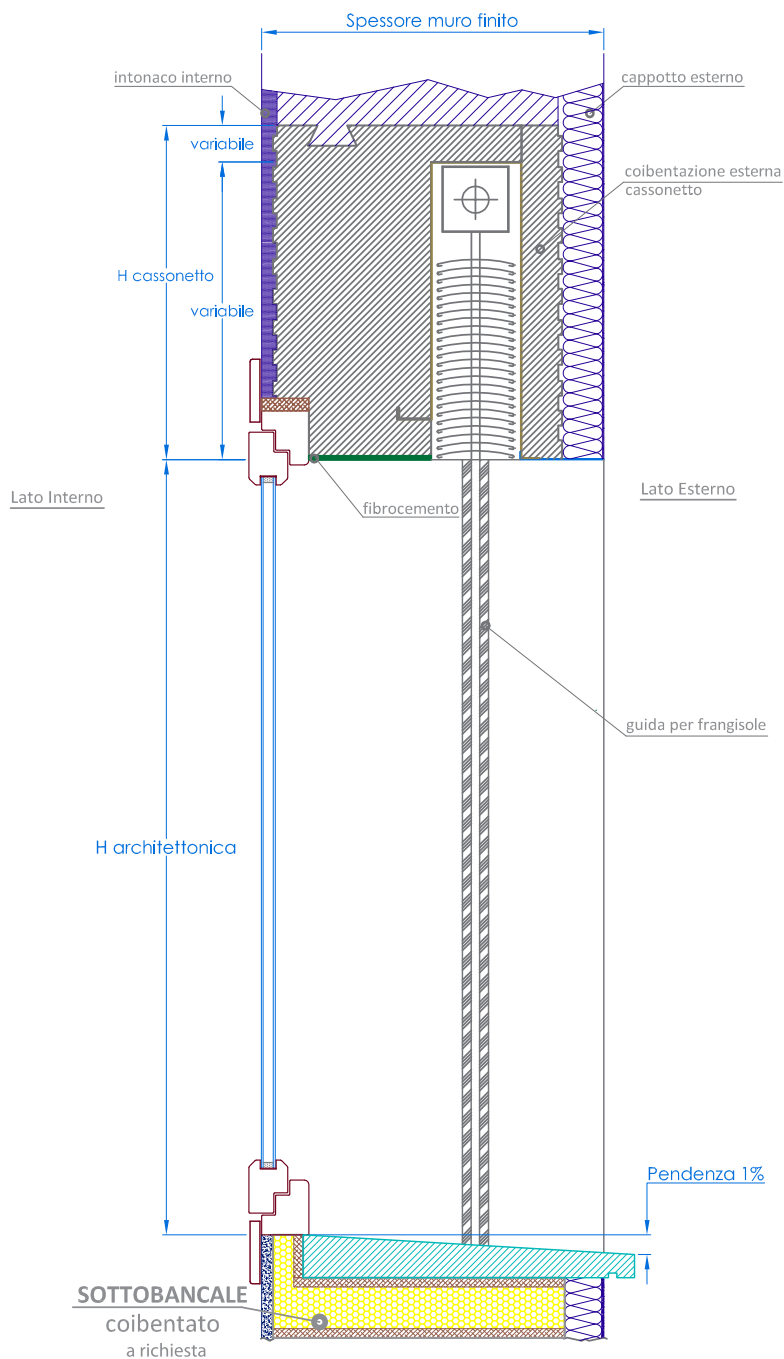 Spessore muro finito
intonaco interno
cappotto esterno
variabile
coibentazione esterna
cassonetto
H cassonetto
variabile
Lato Interno
Lato Esterno
fibrocemento
guida per frangisole
H architettonica
Pendenza 1%
SOTTOBANCALE
coibentato
a richiesta